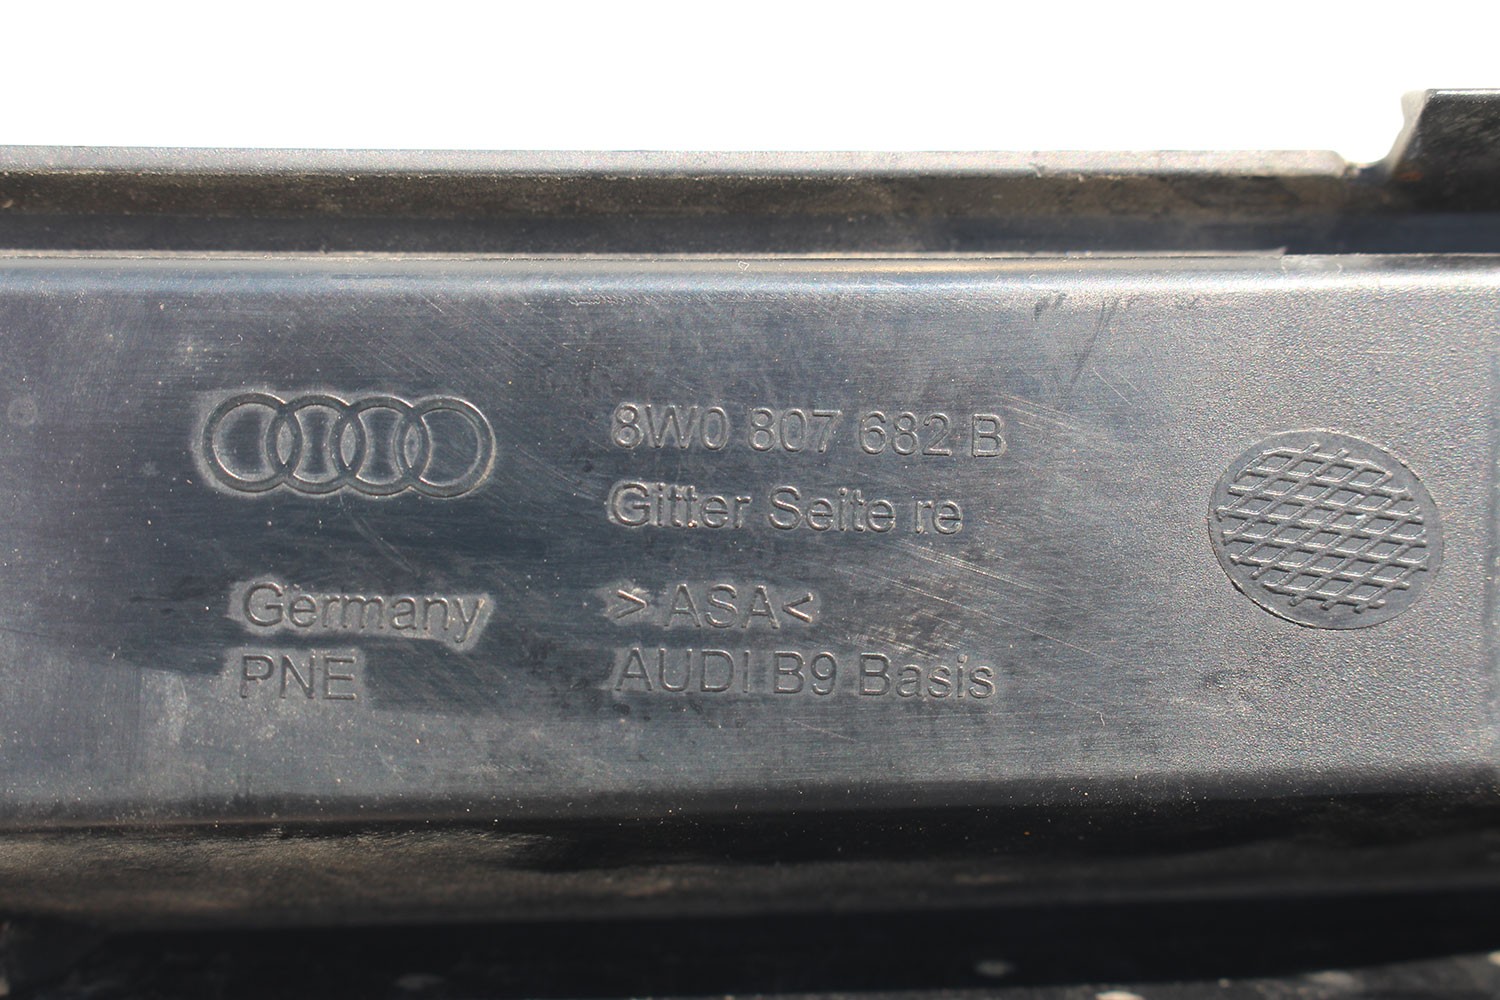 8W0 807 682 B
Gitter Seite re
Germany
>ASA<
PNE
AUDI B9 Basis